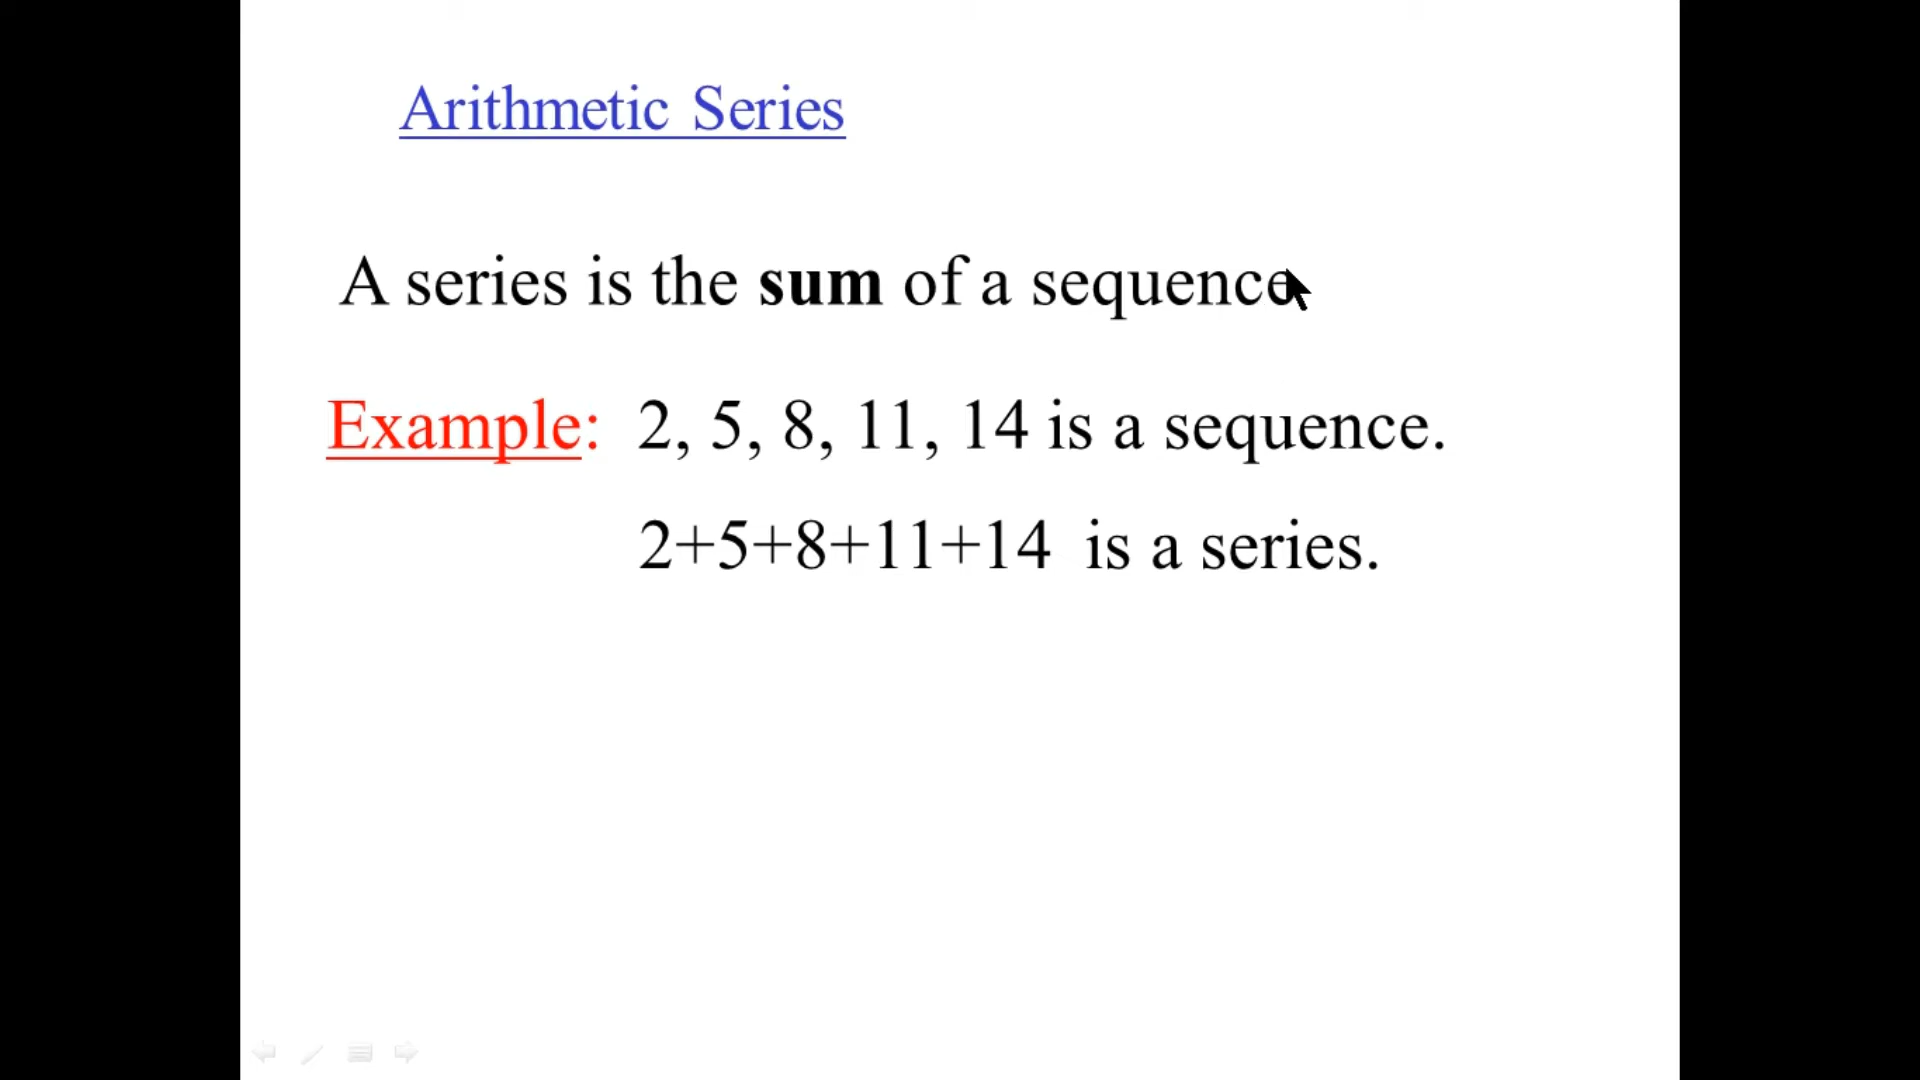 Arithmetic Series
A series is the sum of a sequence
Example: 2, 5, 8, 11, 14 is a sequence.
2+5+8+11+14 is a series.